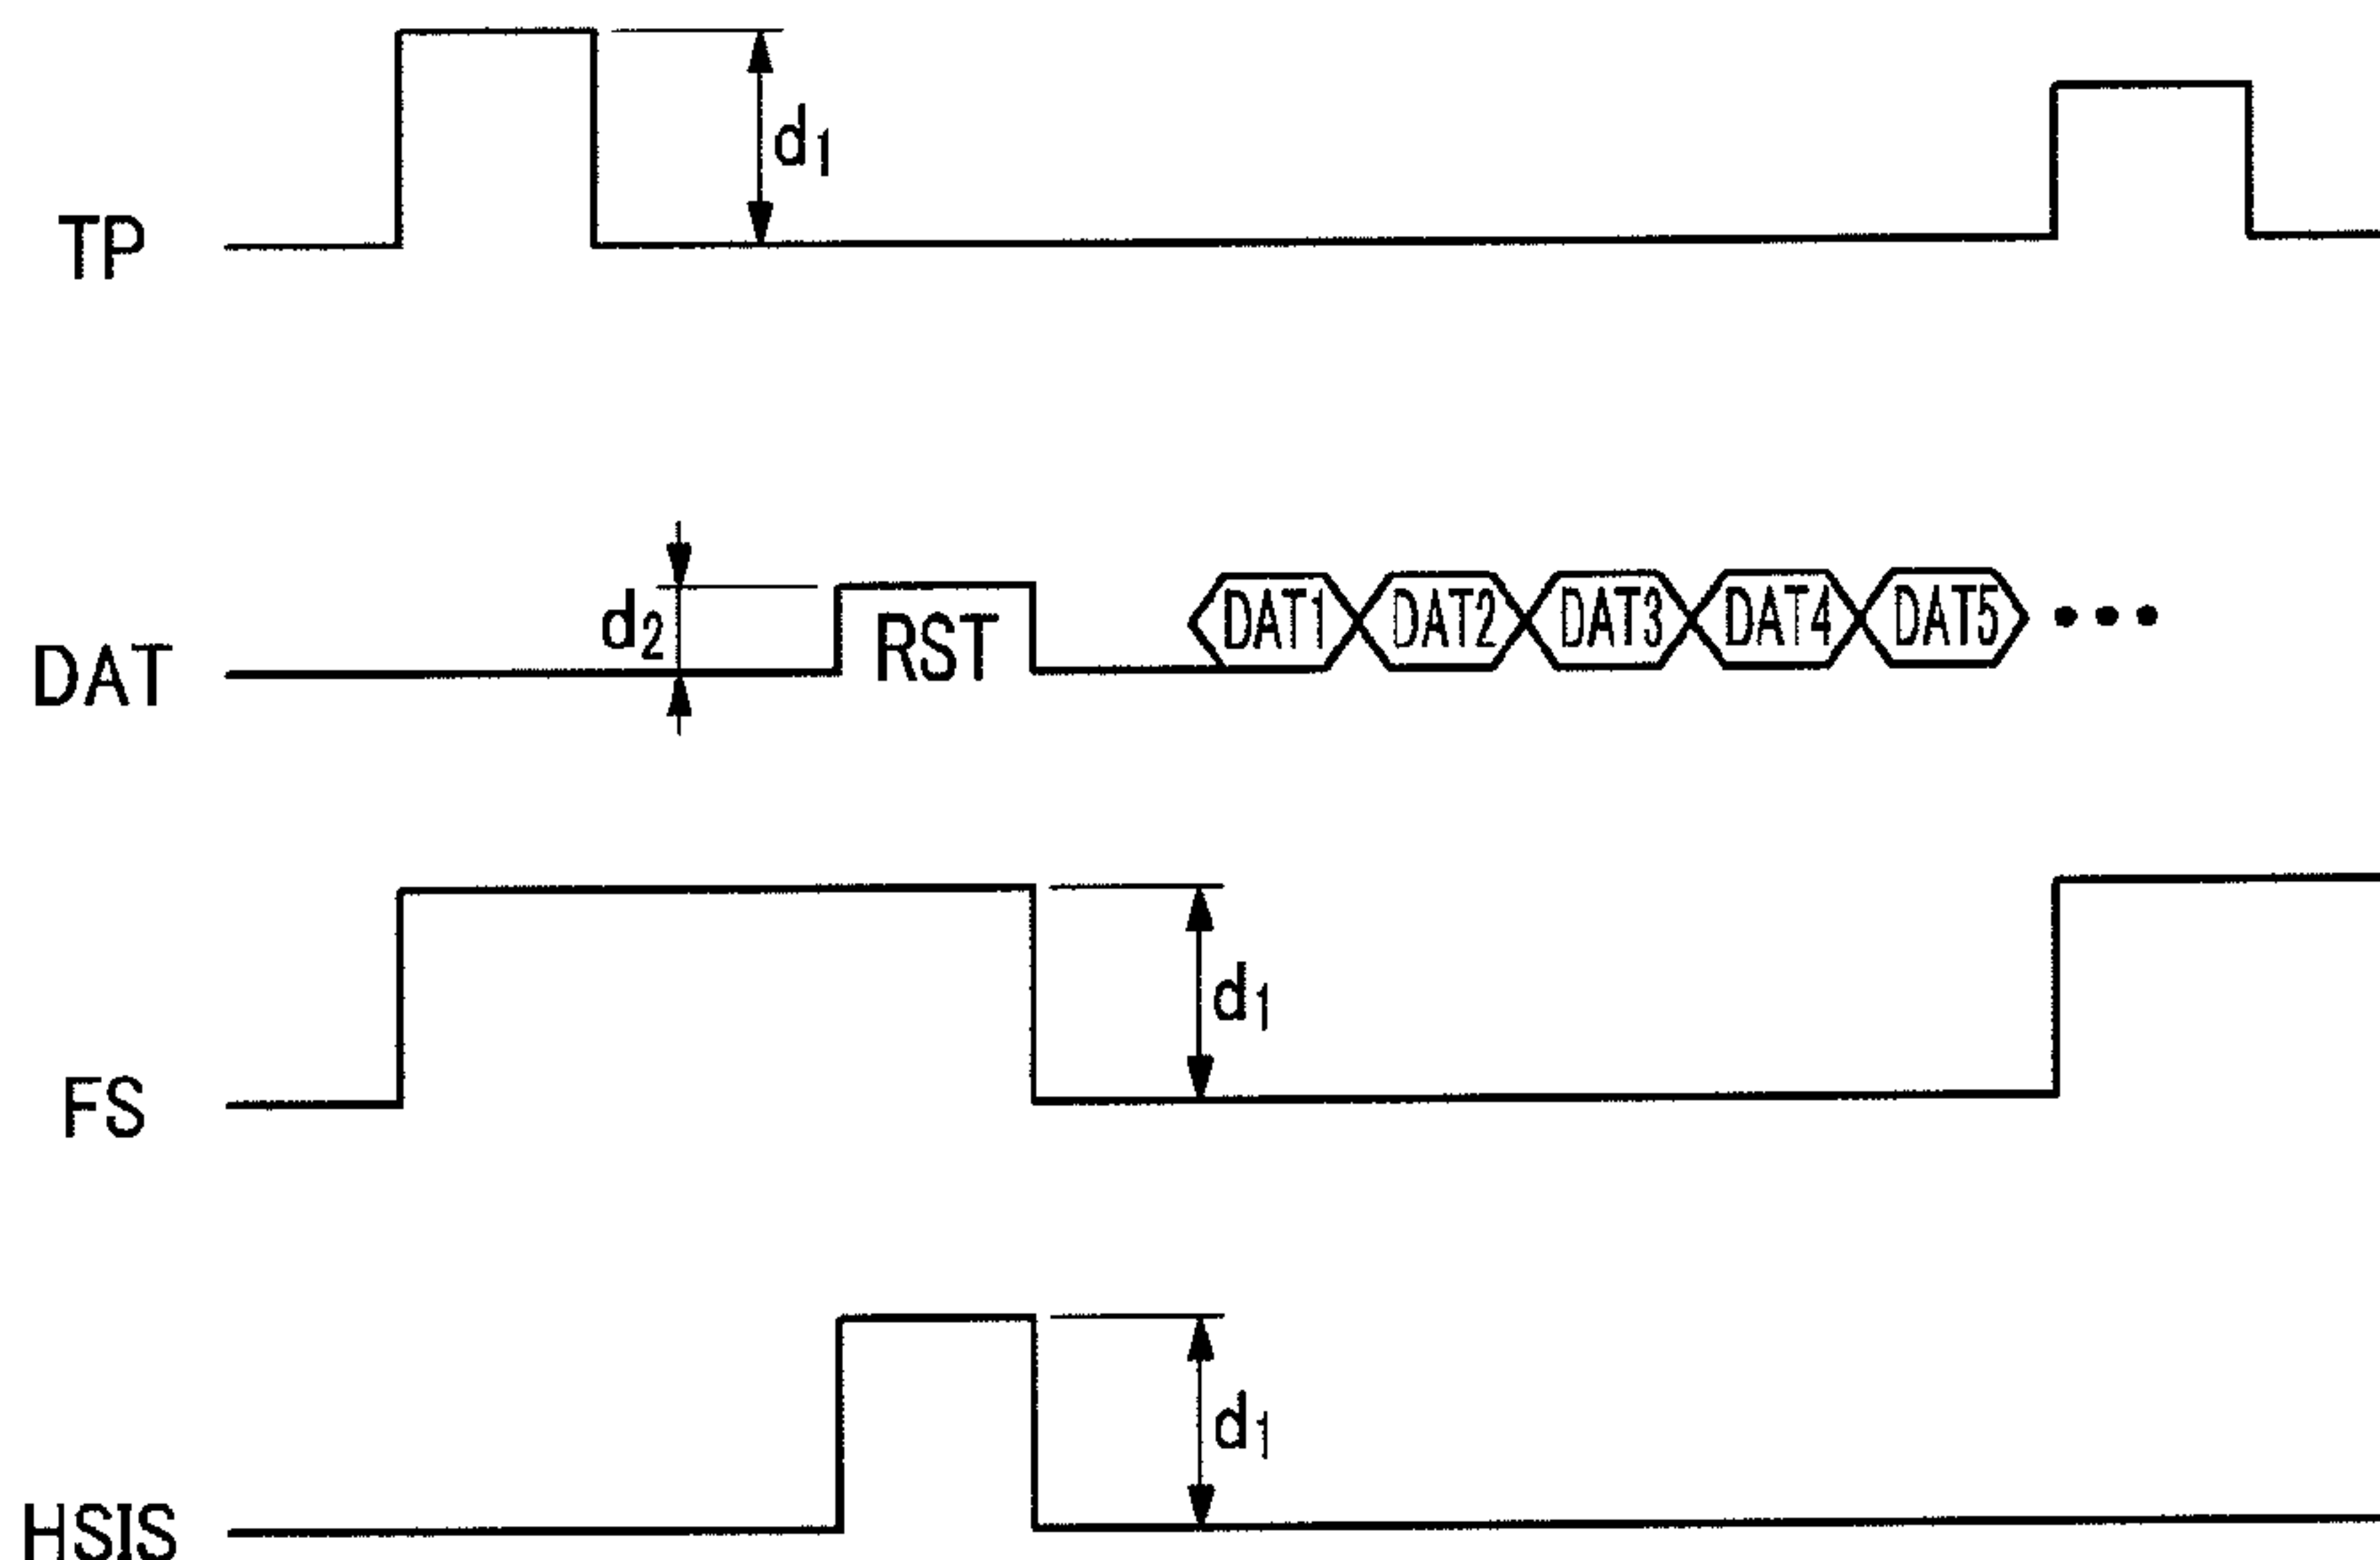 TP d1
DAT d2 RST DAT1 DAT2 DAT3 DAT4 DAT5 •••
FS d1
HSIS d1